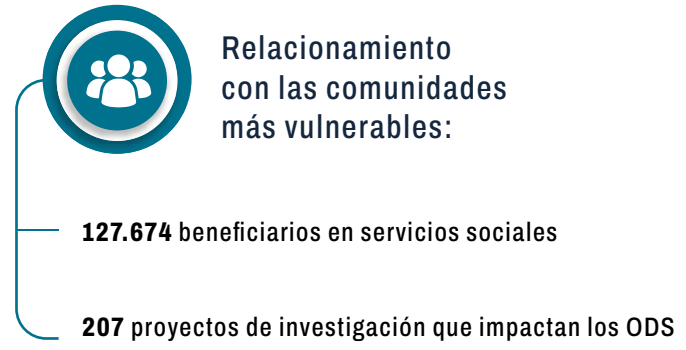 Relacionamiento
con las comunidades
más vulnerables:
127.674 beneficiarios en servicios sociales
207 proyectos de investigación que impactan los ODS